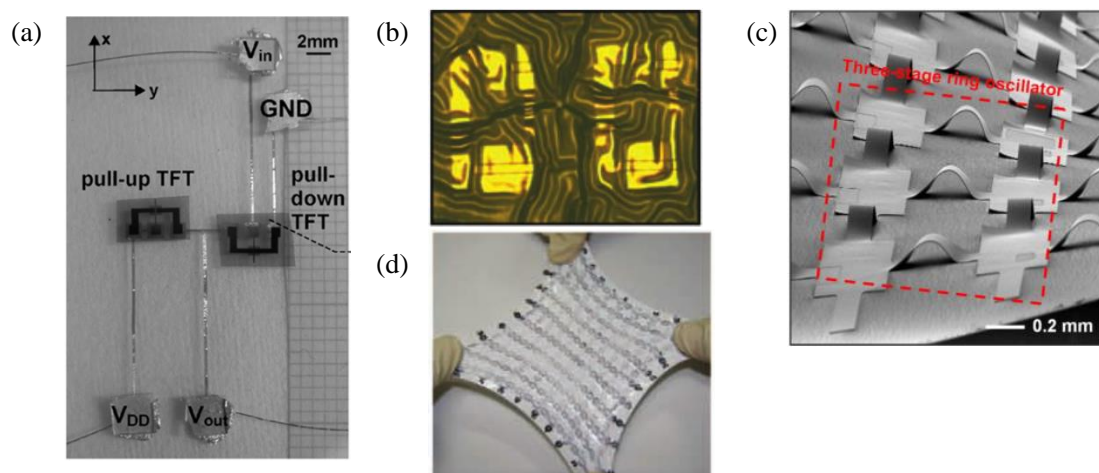 (a)
x
y
V_in
2mm
GND
pull-up TFT
pull-
down
TFT
V_DD
V_out
(b)
(c)
Three-stage ring oscillator
0.2 mm
(d)